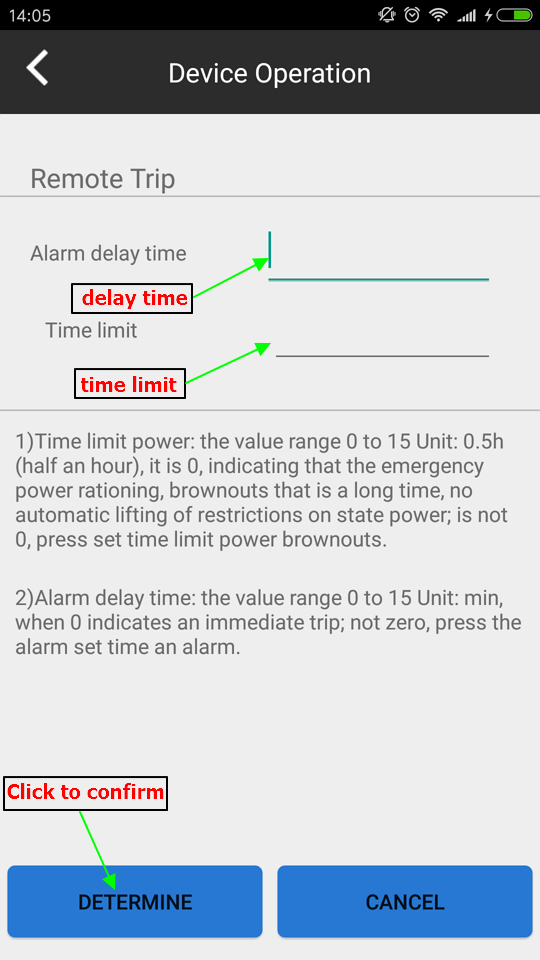 14:05
Device Operation
Remote Trip
Alarm delay time
delay time
Time limit
time limit
1)Time limit power: the value range 0 to 15 Unit: 0.5h
(half an hour), it is 0, indicating that the emergency
power rationing, brownouts that is a long time, no
automatic lifting of restrictions on state power; is not
0, press set time limit power brownouts.
2)Alarm delay time: the value range 0 to 15 Unit: min,
when 0 indicates an immediate trip; not zero, press the
alarm set time an alarm.
Click to confirm
DETERMINE
CANCEL